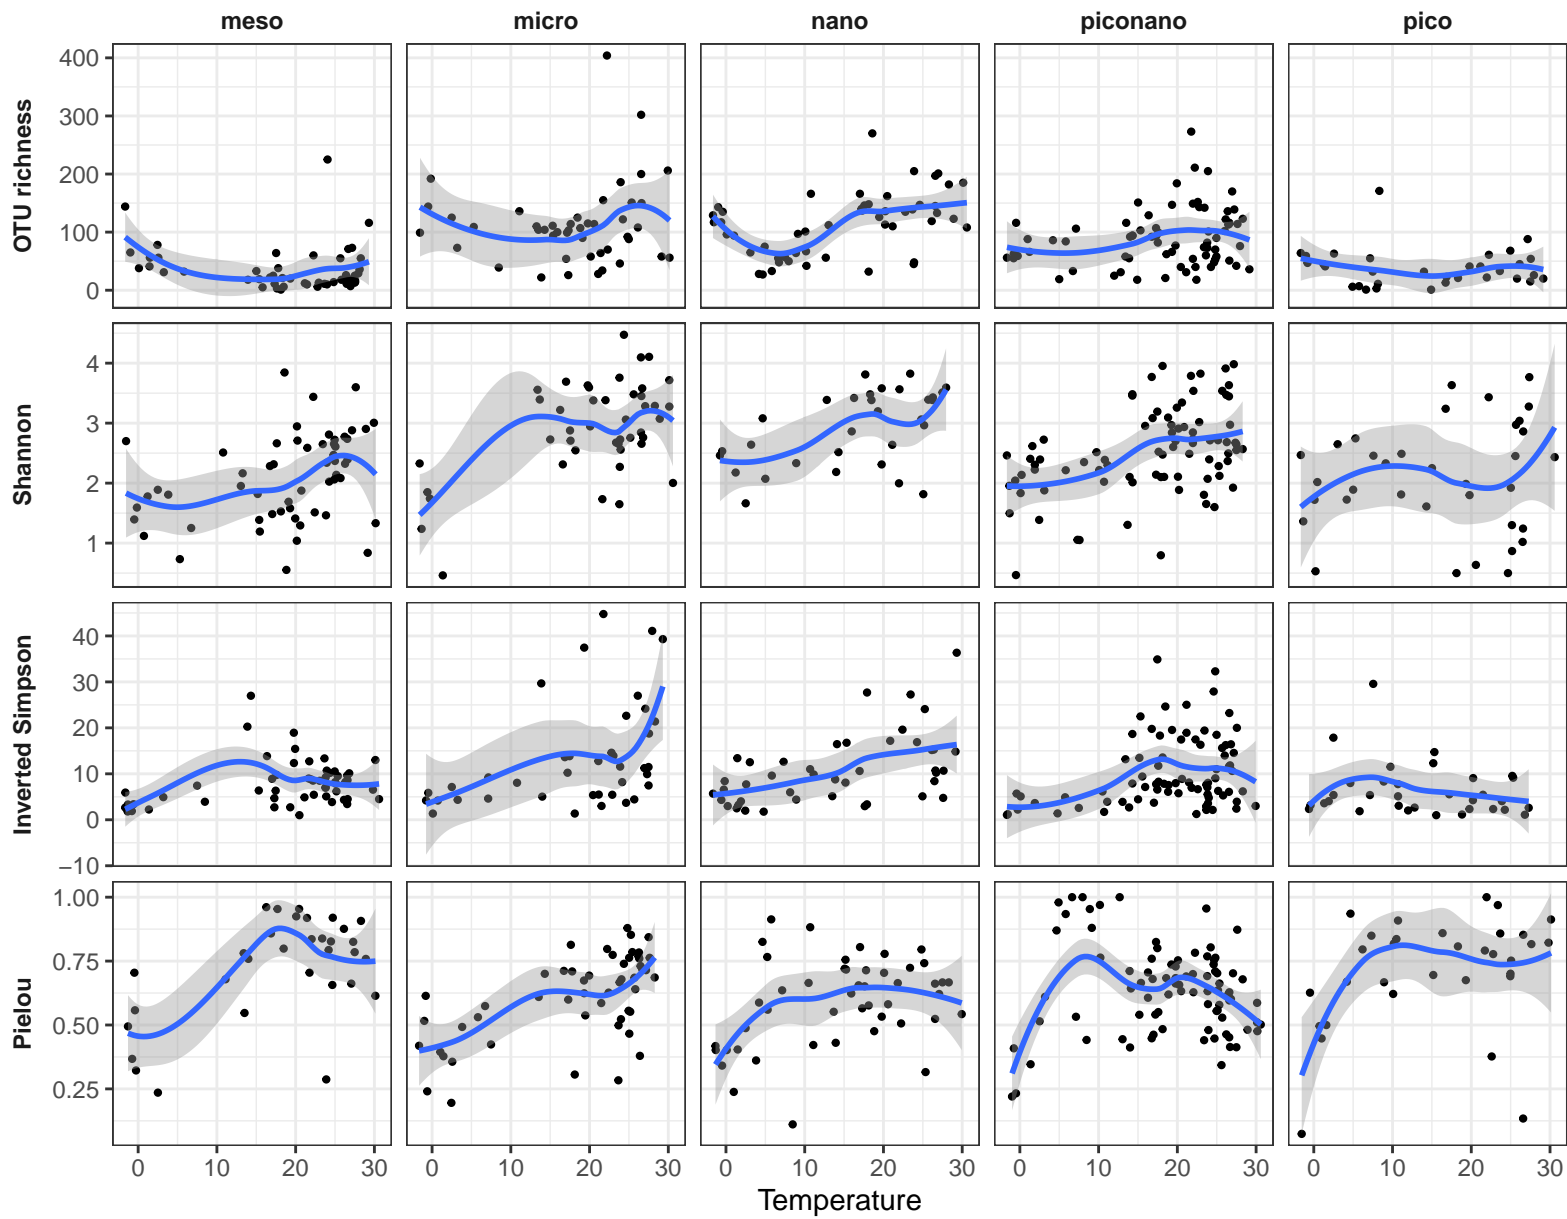 meso micro nano piconano pico
OTU richness
400
300
200
100
0
Shannon
4
3
2
1
Inverted Simpson
40
30
20
10
0
−10
Pielou
1.00
0.75
0.50
0.25
0 10 20 30 0 10 20 30 0 10 20 30 0 10 20 30 0 10 20 30
Temperature